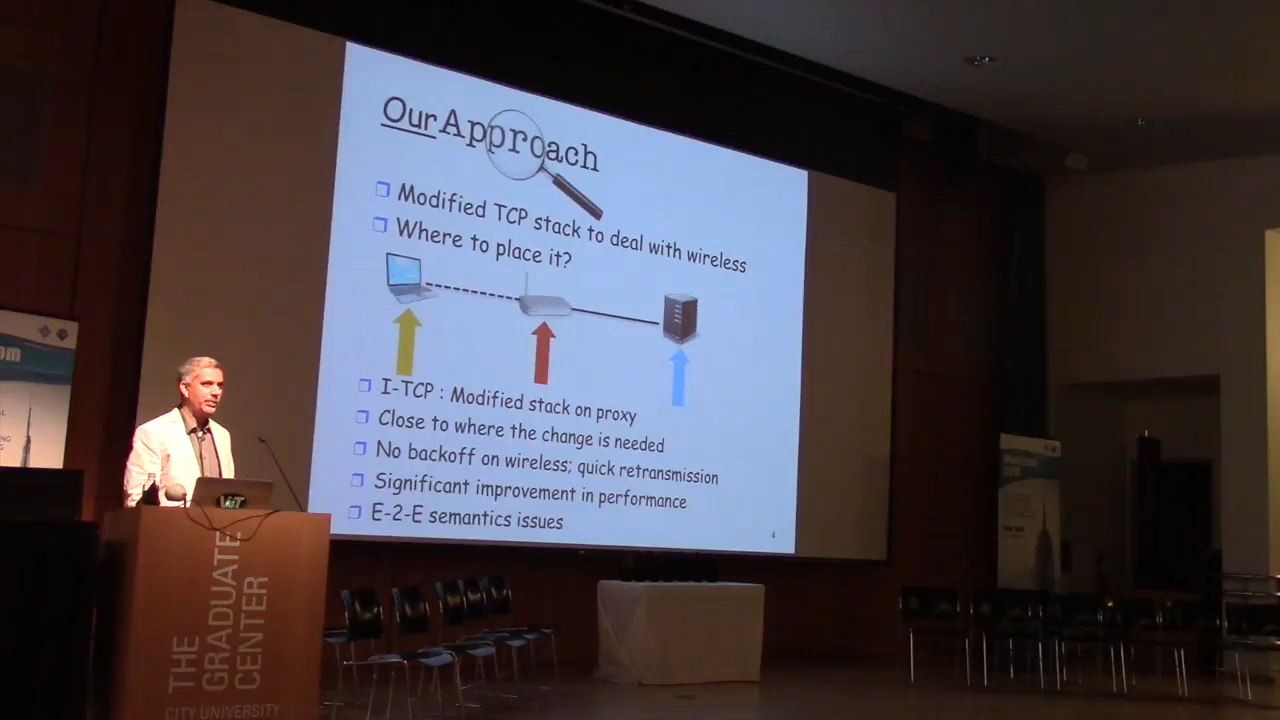 Our Approach
Modified TCP stack to deal with wireless
Where to place it?
I-TCP : Modified stack on proxy
Close to where the change is needed
No backoff on wireless; quick retransmission
Significant improvement in performance
E-2-E semantics issues
4
THE
GRADUATE
CENTER
CITY UNIVERSITY